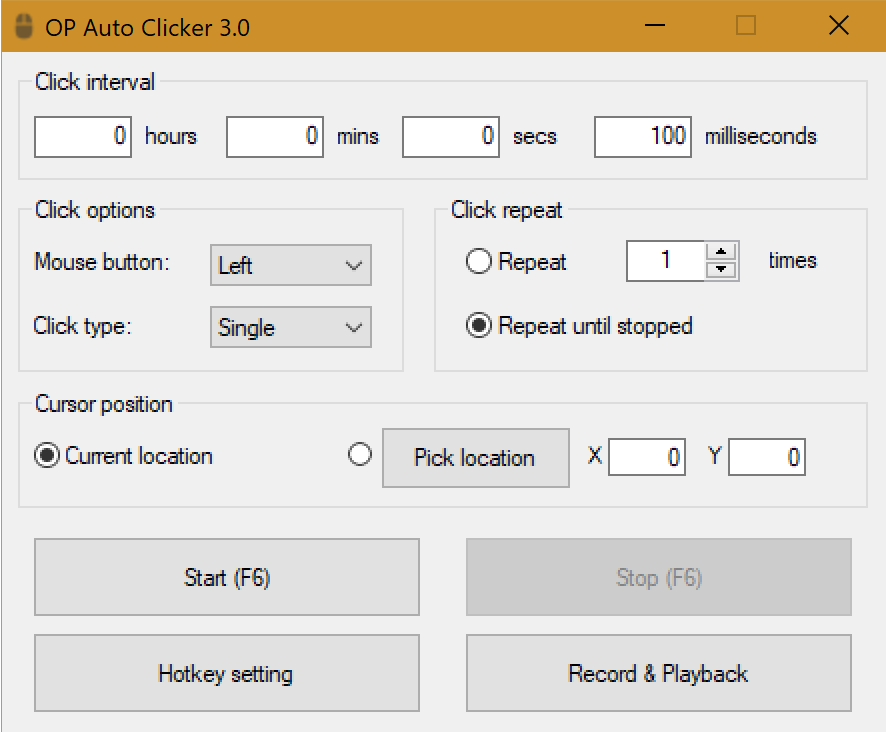 OP Auto Clicker 3.0
Click interval
0 hours 0 mins 0 secs 100 milliseconds
Click options
Mouse button: Left
Click type: Single
Click repeat
Repeat 1 times
Repeat until stopped
Cursor position
Current location Pick location X 0 Y 0
Start (F6) Stop (F6)
Hotkey setting Record & Playback